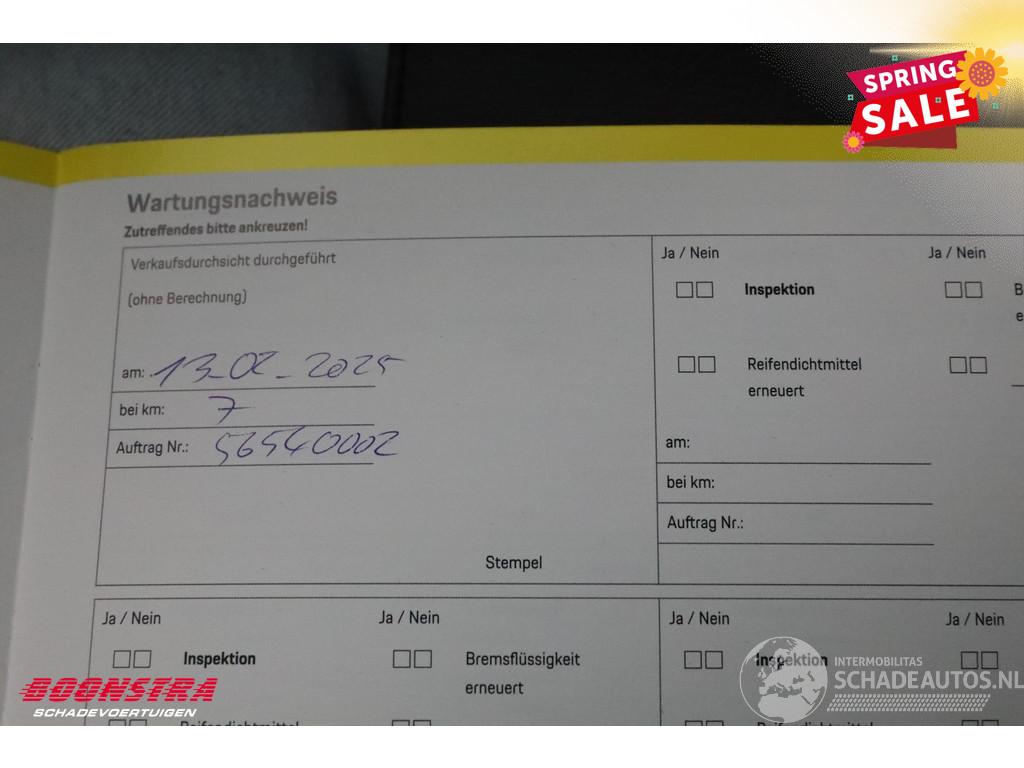 SPRING
SALE
Wartungsnachweis
Zutreffendes bitte ankreuzen!
Verkaufsdurchsicht durchgeführt
(ohne Berechnung)
am: 13-02-2025
bei km: 7
Auftrag Nr.: 56540002
Stempel
Ja / Nein Ja / Nein
Inspektion B
e
Reifendichtmittel
erneuert
am:
bei km:
Auftrag Nr.:
Ja / Nein Ja / Nein
Inspektion Bremsflüssigkeit
erneuert
Reifendichtmittel
Ja / Nein Ja / Nein
Inspektion
Reifendichtmittel
BOONSTRA
SCHADEVOERTUIGEN
INTERMOBILITAS
SCHADEAUTOS.NL